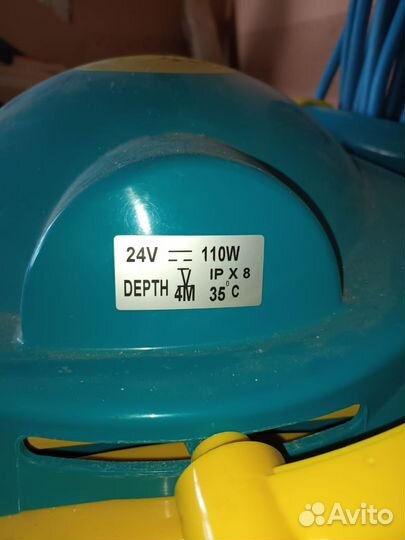 24V ⎓ 110W
IP X 8
DEPTH 4M 35°C
Avito